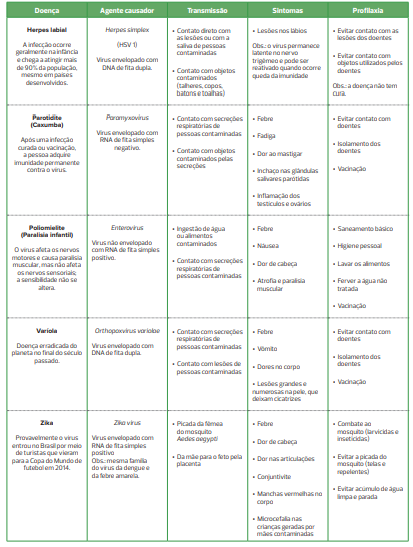 Doença
Agente causador
Transmissão
Sintomas
Profilaxia
Herpes labial
A infecção ocorre
geralmente na infância
e chega a atingir mais
de 90% da população,
mesmo em países
desenvolvidos.
Herpes simplex
(HSV 1)
Vírus envelopado com
DNA de fita dupla.
• Contato direto com
as lesões ou com a
saliva de pessoas
contaminadas
• Contato com objetos
contaminados
(talheres, copos,
batons e toalhas)
• Lesões nos lábios
Obs.: o vírus permanece
latente no nervo
trigêmeo e pode ser
reativado quando ocorre
queda da imunidade
• Evitar contato com as
lesões dos doentes
• Evitar contato com
objetos utilizados pelos
doentes
Obs.: a doença não tem
cura.
Parotidite
(Caxumba)
Após uma infecção
curada ou vacinação,
a pessoa adquire
imunidade permanente
contra o vírus.
Paramyxovirus
Vírus envelopado com
RNA de fita simples
negativo.
• Contato com secreções
respiratórias de
pessoas contaminadas
• Contato com objetos
contaminados pelas
secreções
• Febre
• Fadiga
• Dor ao mastigar
• Inchaço nas glândulas
salivares parótidas
• Inflamação dos
testículos e ovários
• Evitar contato com
doentes
• Isolamento dos
doentes
• Vacinação
Poliomielite
(Paralisia infantil)
O vírus afeta os nervos
motores e causa paralisia
muscular, mas não afeta
os nervos sensoriais;
a sensibilidade não se
altera.
Enterovirus
Vírus não envelopado
com RNA de fita simples
positivo.
• Ingestão de água
ou alimentos
contaminados
• Contato com secreções
respiratórias de
pessoas contaminadas
• Febre
• Náusea
• Dor de cabeça
• Atrofia e paralisia
muscular
• Saneamento básico
• Higiene pessoal
• Lavar os alimentos
• Ferver a água não
tratada
• Vacinação
Varíola
Doença erradicada do
planeta no final do século
passado.
Orthopoxvirus variolae
Vírus envelopado com
DNA de fita dupla.
• Contato com secreções
respiratórias de
pessoas contaminadas
• Contato com lesões de
pessoas contaminadas
• Febre
• Vômito
• Dores no corpo
• Lesões grandes e
numerosas na pele, que
deixam cicatrizes
• Evitar contato com
doentes
• Isolamento dos
doentes
• Vacinação
Zika
Provavelmente o vírus
entrou no Brasil por meio
de turistas que vieram
para a Copa do Mundo de
futebol em 2014.
Zika virus
Vírus envelopado com
RNA de fita simples
positivo
Obs.: mesma família
do vírus da dengue e
da febre amarela.
• Picada da fêmea
do mosquito
Aedes aegypti
• Da mãe para o feto pela
placenta
• Febre
• Dor de cabeça
• Dor nas articulações
• Conjuntivite
• Manchas vermelhas no
corpo
• Microcefalia nas
crianças geradas por
mães contaminadas
• Combate ao
mosquito (larvicidas e
inseticidas)
• Evitar a picada do
mosquito (telas e
repelentes)
• Evitar acúmulo de água
limpa e parada